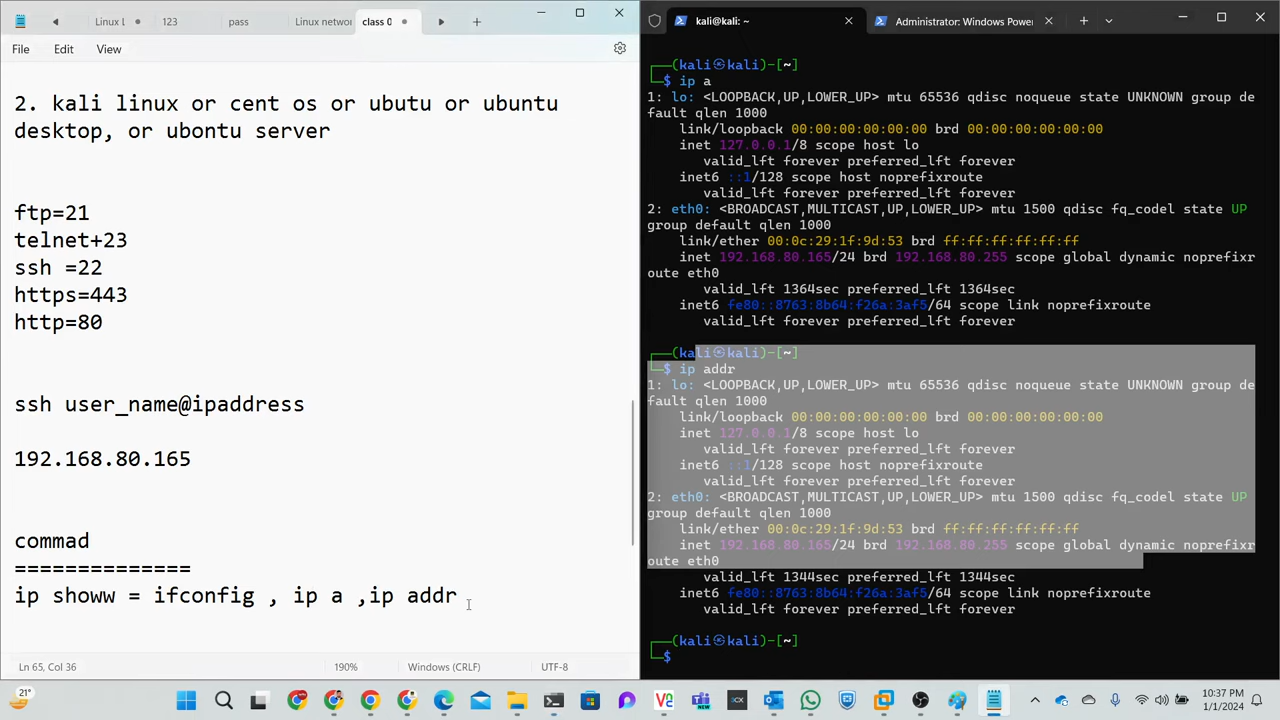 Linux l
123
pass
Linux networ
class 0
File Edit View
2. kali linux or cent os or ubutu or ubuntu
desktop, or ubontu server
ftp=21
telnet+23
ssh =22
https=443
http=80
ssh user_name@ipaddress
192.168.80.165
commad
==============
ip showw = ifconfig , ip a ,ip addr
Ln 65, Col 36 190% Windows (CRLF) UTF-8
kali@kali: ~
Administrator: Windows Powe
┌──(kali㉿kali)-[~]
└─$ ip a
1: lo: <LOOPBACK,UP,LOWER_UP> mtu 65536 qdisc noqueue state UNKNOWN group de
fault qlen 1000
link/loopback 00:00:00:00:00:00 brd 00:00:00:00:00:00
inet 127.0.0.1/8 scope host lo
valid_lft forever preferred_lft forever
inet6 ::1/128 scope host noprefixroute
valid_lft forever preferred_lft forever
2: eth0: <BROADCAST,MULTICAST,UP,LOWER_UP> mtu 1500 qdisc fq_codel state UP
group default qlen 1000
link/ether 00:0c:29:1f:9d:53 brd ff:ff:ff:ff:ff:ff
inet 192.168.80.165/24 brd 192.168.80.255 scope global dynamic noprefixr
oute eth0
valid_lft 1364sec preferred_lft 1364sec
inet6 fe80::8763:8b64:f26a:3af5/64 scope link noprefixroute
valid_lft forever preferred_lft forever
┌──(kali㉿kali)-[~]
└─$ ip addr
1: lo: <LOOPBACK,UP,LOWER_UP> mtu 65536 qdisc noqueue state UNKNOWN group de
fault qlen 1000
link/loopback 00:00:00:00:00:00 brd 00:00:00:00:00:00
inet 127.0.0.1/8 scope host lo
valid_lft forever preferred_lft forever
inet6 ::1/128 scope host noprefixroute
valid_lft forever preferred_lft forever
2: eth0: <BROADCAST,MULTICAST,UP,LOWER_UP> mtu 1500 qdisc fq_codel state UP
group default qlen 1000
link/ether 00:0c:29:1f:9d:53 brd ff:ff:ff:ff:ff:ff
inet 192.168.80.165/24 brd 192.168.80.255 scope global dynamic noprefixr
oute eth0
valid_lft 1344sec preferred_lft 1344sec
inet6 fe80::8763:8b64:f26a:3af5/64 scope link noprefixroute
valid_lft forever preferred_lft forever
┌──(kali㉿kali)-[~]
└─$
21°
10:37 PM
1/1/2024